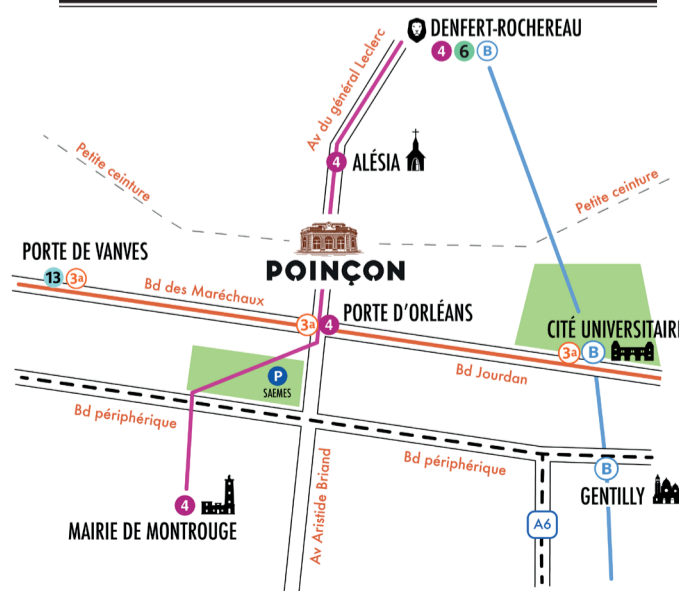 DENFERT-ROCHEREAU
4 6 B
Av du général Leclerc
4 ALÉSIA
Petite ceinture
Petite ceinture
POINÇON
PORTE DE VANVES
13 3a
Bd des Maréchaux
3a 4 PORTE D'ORLÉANS
CITÉ UNIVERSITAIRE
3a B
Bd Jourdan
P
SAEMES
Bd périphérique
Bd périphérique
Av Aristide Briand
B
GENTILLY
4
MAIRIE DE MONTROUGE
A6